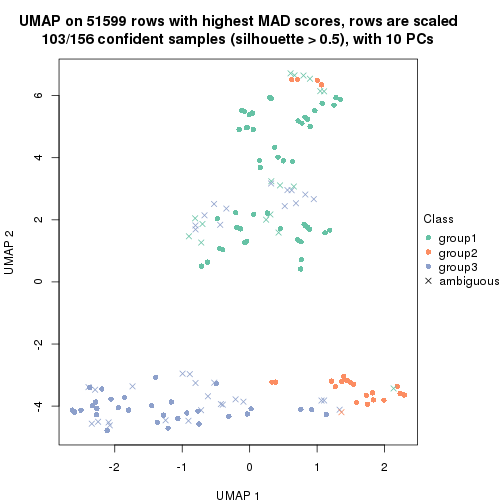 UMAP on 51599 rows with highest MAD scores, rows are scaled
103/156 confident samples (silhouette > 0.5), with 10 PCs
6
4
2
0
-2
-4
UMAP 2
-2
-1
0
1
2
UMAP 1
Class
group1
group2
group3
ambiguous